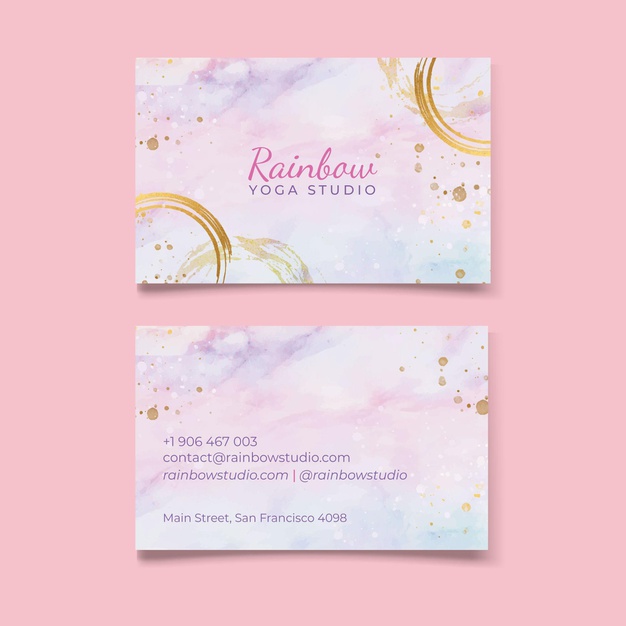 Rainbow
YOGA STUDIO
+1 906 467 003
contact@rainbowstudio.com
rainbowstudio.com | @rainbowstudio
Main Street, San Francisco 4098